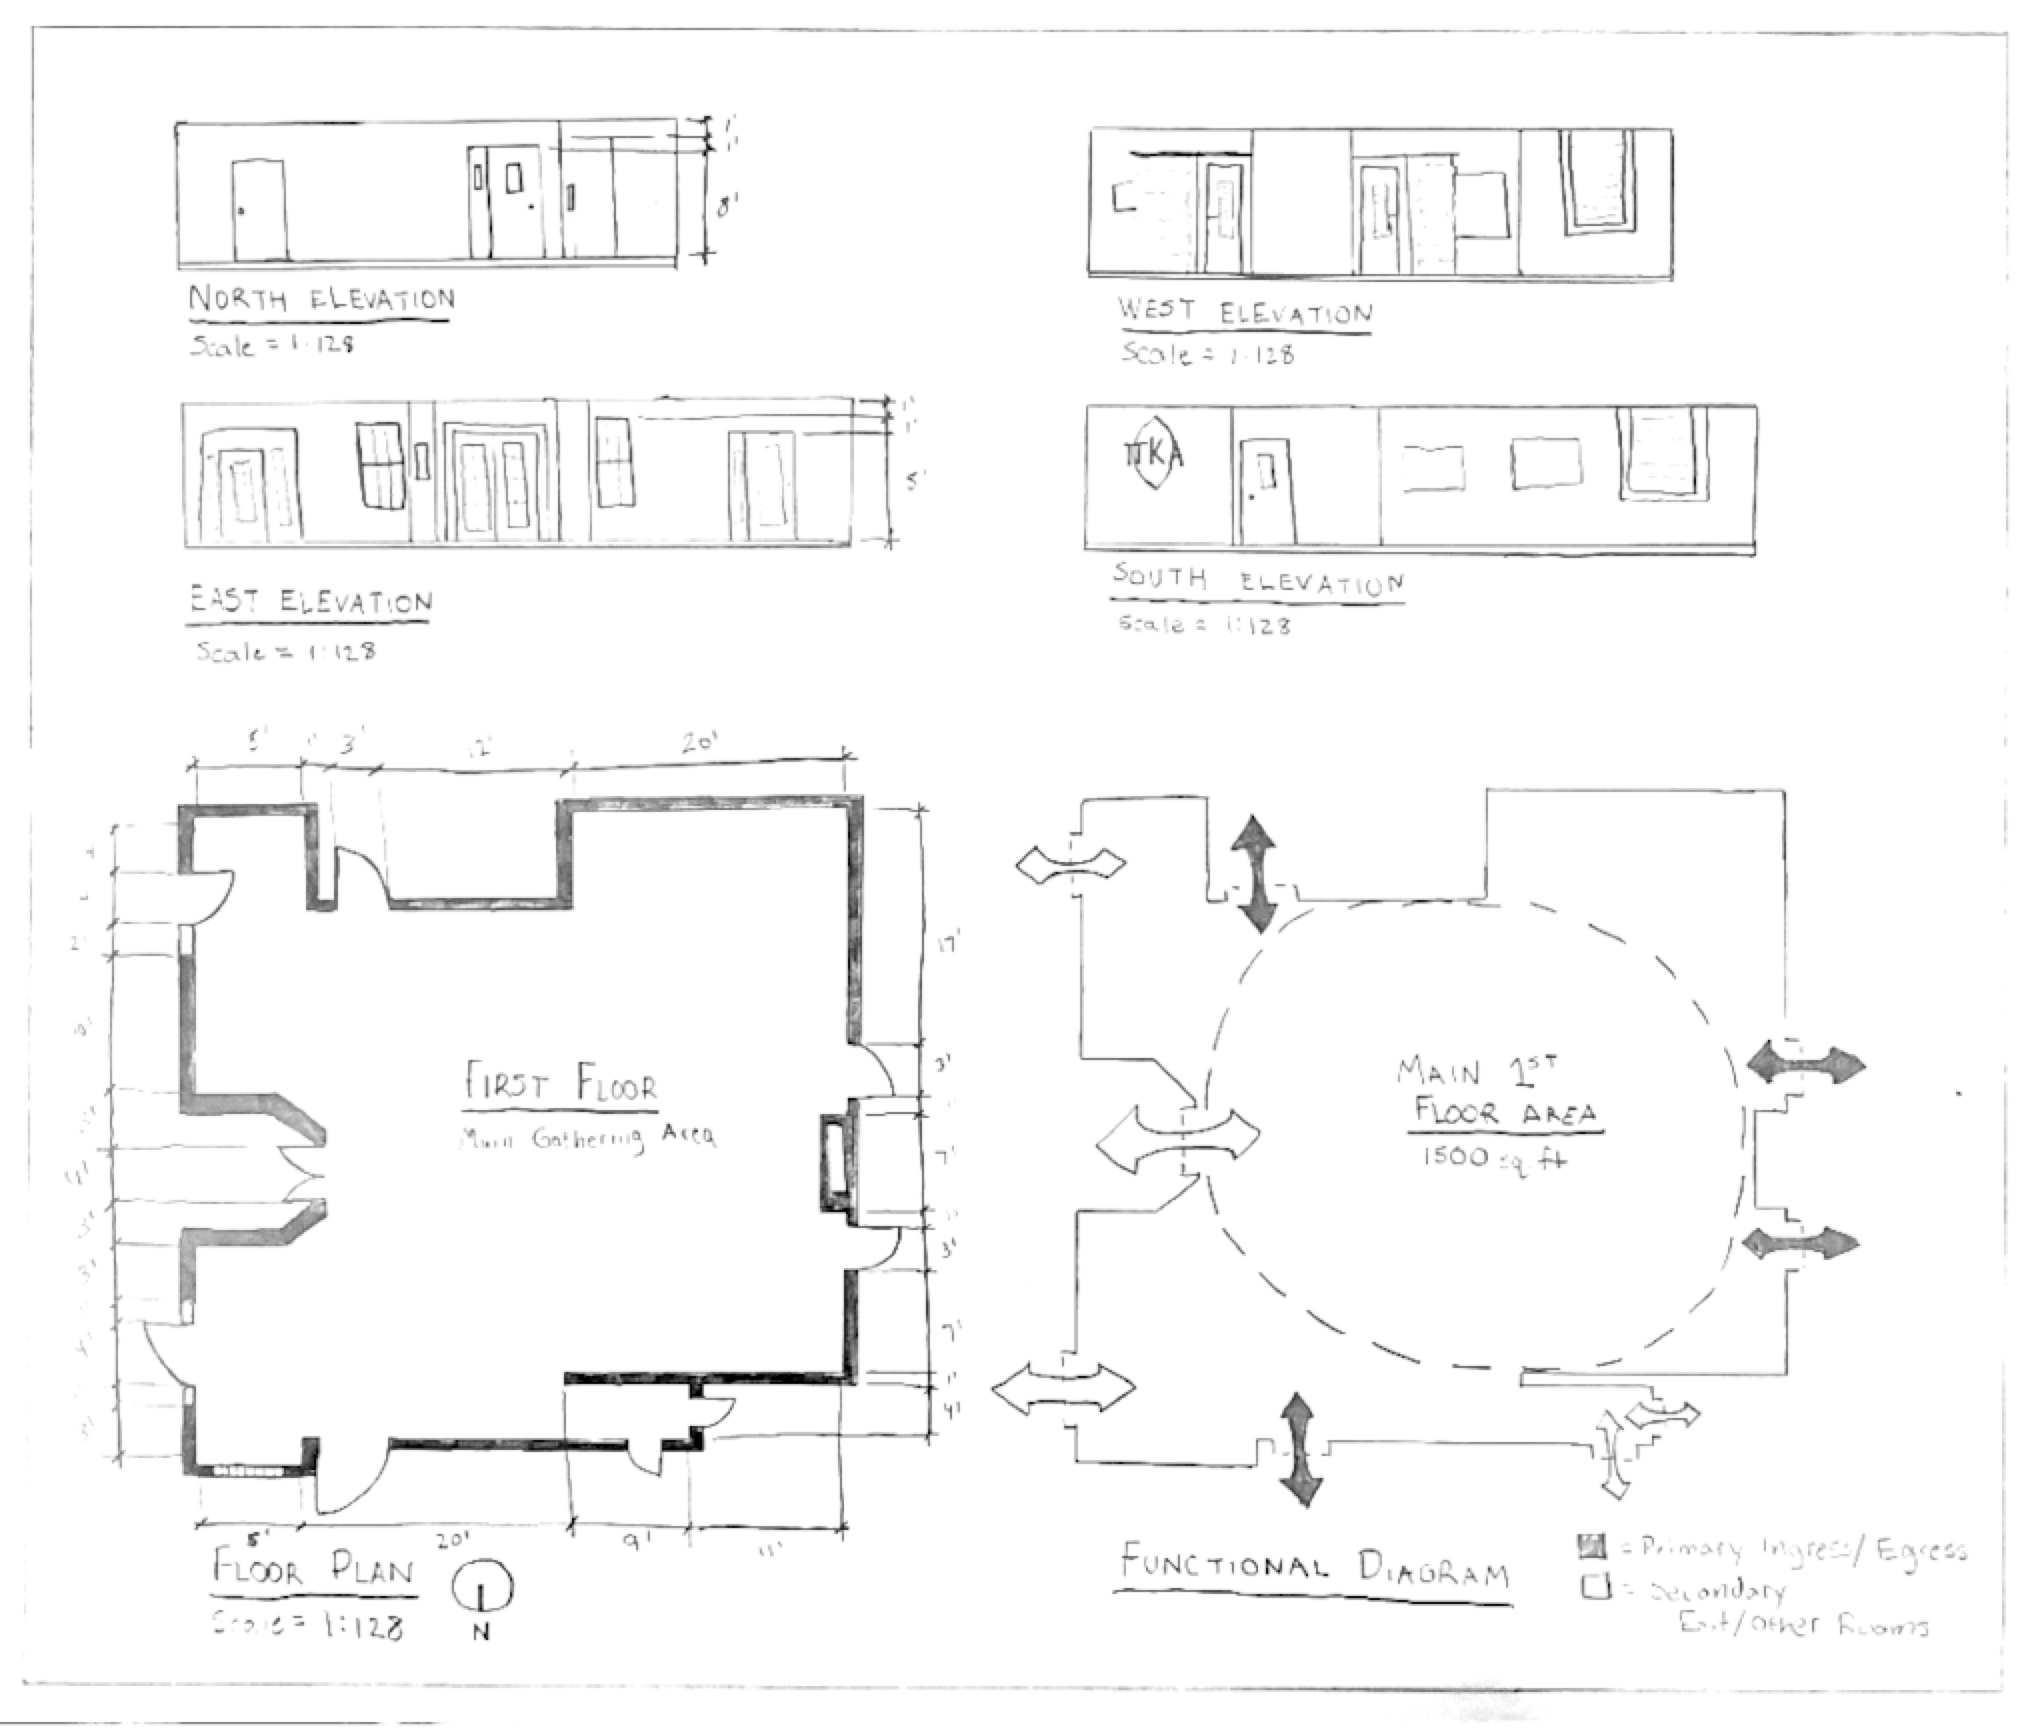 1'
1'
8'
NORTH ELEVATION
Scale = 1:128
WEST ELEVATION
Scale = 1:128
1'
1'
EAST ELEVATION
Scale = 1:128
ΠΚΑ
SOUTH ELEVATION
Scale = 1:128
5' 1' 3' 12' 20'
2'
17'
3'
7'
3'
7'
1'
4'
FIRST FLOOR
Main Gathering Area
5' 20' 9' 11'
FLOOR PLAN
Scale = 1:128
N
MAIN 1ST
FLOOR AREA
1500 sq ft
FUNCTIONAL DIAGRAM
= Primary Ingress/Egress
= Secondary
Exit/Other Rooms